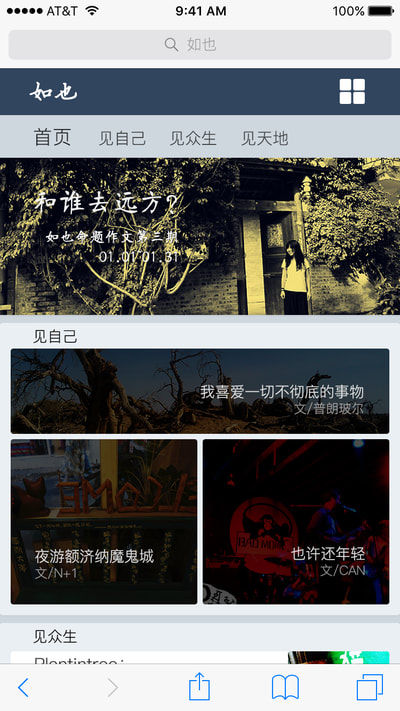 AT&T 9:41 AM 100%
如也
如也
首页 见自己 见众生 见天地
和谁去远方?
如也命题作文第三期
01.01-01.31
见自己
我喜爱一切不彻底的事物
文/普朗玻尔
夜游额济纳魔鬼城
文/N+1
也许还年轻
文/CAN
见众生